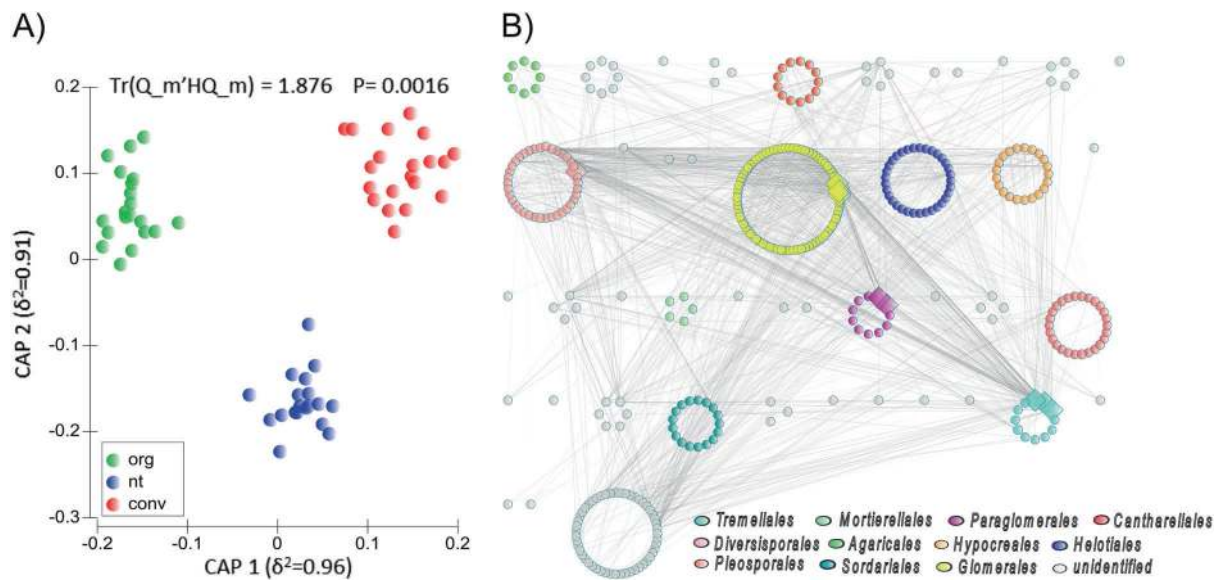 A)
B)
Tr(Q_m'HQ_m) = 1.876 P= 0.0016
0.2
0.1
0
-0.1
-0.2
-0.3
CAP 2 (δ²=0.91)
org
nt
conv
-0.2 -0.1 0 0.1 0.2
CAP 1 (δ²=0.96)
Tremellales Mortierellales Paraglomerales Cantharellales
Diversisporales Agaricales Hypocreales Helotiales
Pleosporales Sordariales Glomerales unidentified